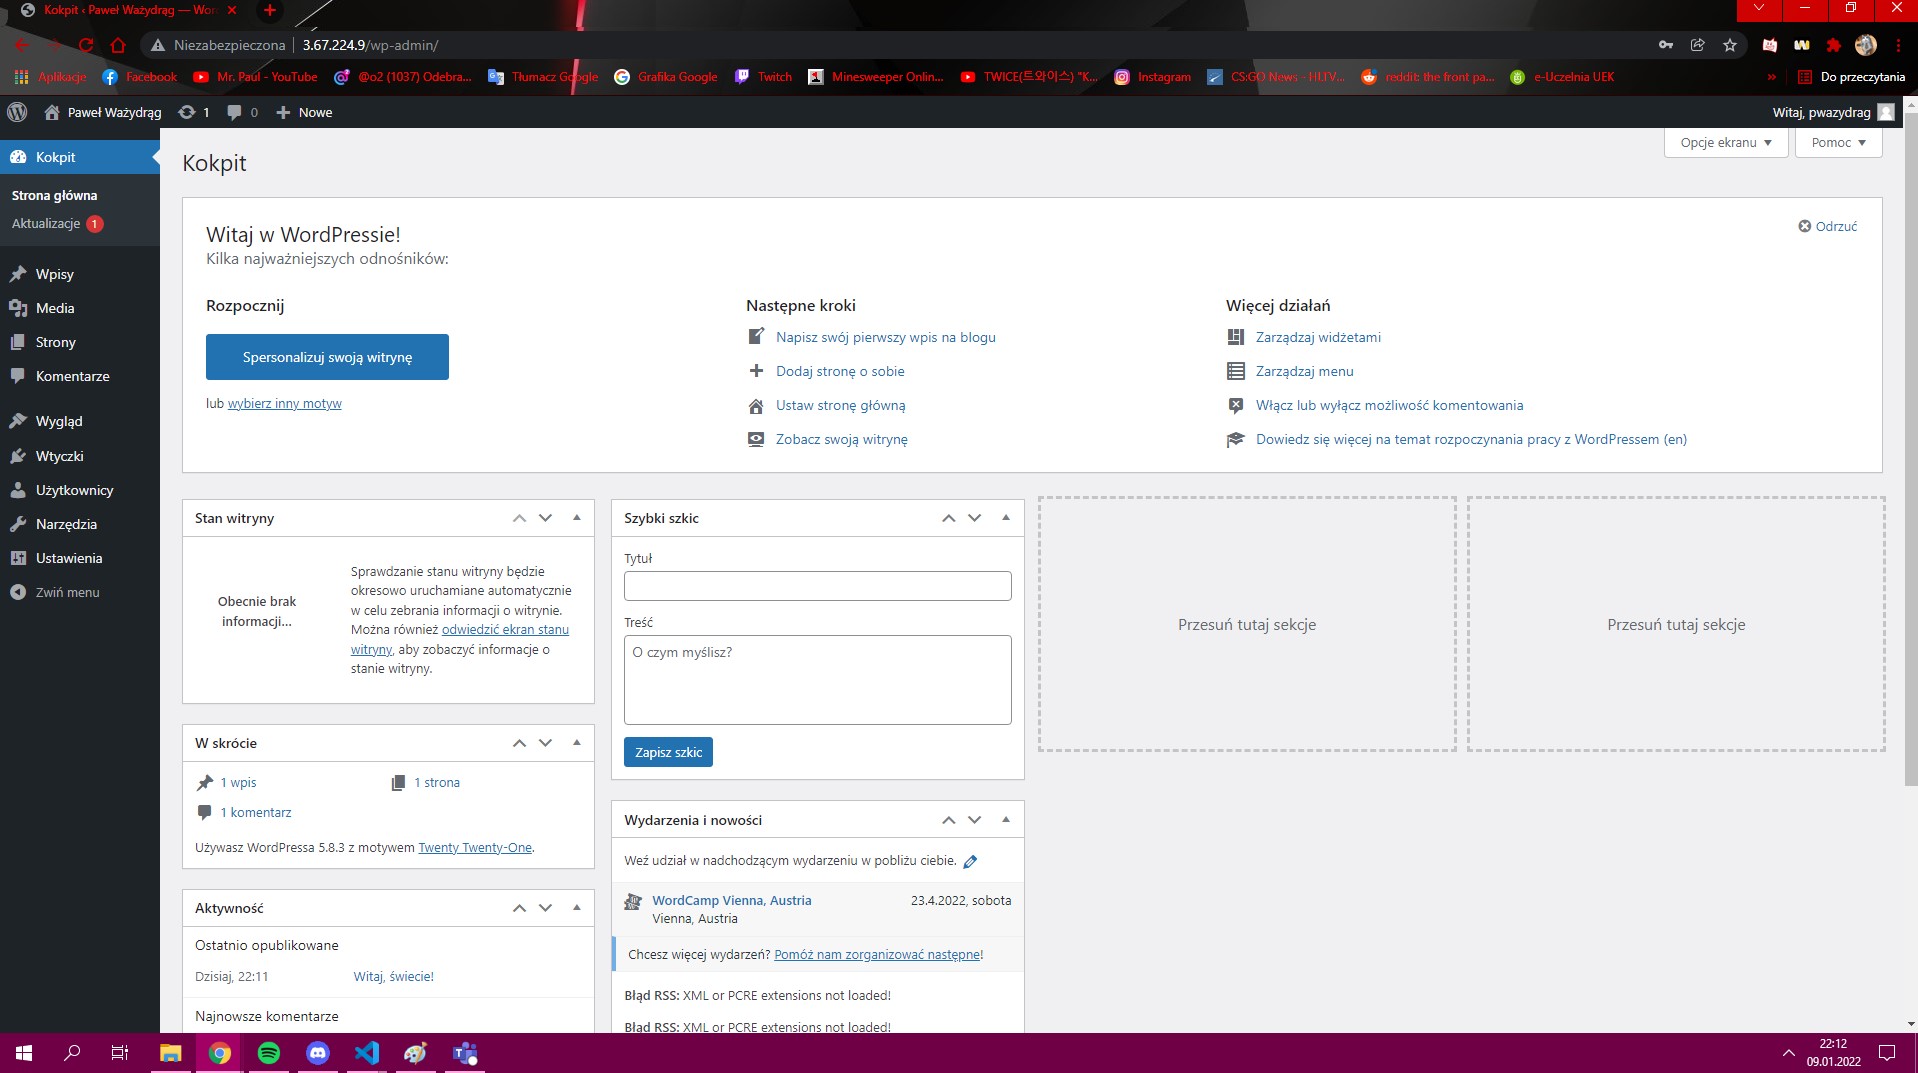 Kokpit ‹ Paweł Ważydrąg — Wor
Niezabezpieczona
3.67.224.9/wp-admin/
Aplikacje
Facebook
Mr. Paul - YouTube
@o2 (1037) Odebra...
Tłumacz Google
Grafika Google
Twitch
Minesweeper Onlin...
TWICE(트와이스) "K...
Instagram
CS:GO News - HLTV...
reddit: the front pa...
e-Uczelnia UEK
»
Do przeczytania
Paweł Ważydrąg
1
0
Nowe
Witaj, pwazydrag
Kokpit
Strona główna
Aktualizacje 1
Wpisy
Media
Strony
Komentarze
Wygląd
Wtyczki
Użytkownicy
Narzędzia
Ustawienia
Zwiń menu
Kokpit
Opcje ekranu
Pomoc
Witaj w WordPressie!
Odrzuć
Kilka najważniejszych odnośników:
Rozpocznij
Spersonalizuj swoją witrynę
lub wybierz inny motyw
Następne kroki
Napisz swój pierwszy wpis na blogu
Dodaj stronę o sobie
Ustaw stronę główną
Zobacz swoją witrynę
Więcej działań
Zarządzaj widżetami
Zarządzaj menu
Włącz lub wyłącz możliwość komentowania
Dowiedz się więcej na temat rozpoczynania pracy z WordPressem (en)
Stan witryny
Obecnie brak
informacji...
Sprawdzanie stanu witryny będzie
okresowo uruchamiane automatycznie
w celu zebrania informacji o witrynie.
Można również odwiedzić ekran stanu
witryny, aby zobaczyć informacje o
stanie witryny.
W skrócie
1 wpis
1 strona
1 komentarz
Używasz WordPressa 5.8.3 z motywem Twenty Twenty-One.
Aktywność
Ostatnio opublikowane
Dzisiaj, 22:11
Witaj, świecie!
Najnowsze komentarze
Szybki szkic
Tytuł
Treść
O czym myślisz?
Zapisz szkic
Wydarzenia i nowości
Weź udział w nadchodzącym wydarzeniu w pobliżu ciebie.
WordCamp Vienna, Austria
23.4.2022, sobota
Vienna, Austria
Chcesz więcej wydarzeń? Pomóż nam zorganizować następne!
Błąd RSS: XML or PCRE extensions not loaded!
Błąd RSS: XML or PCRE extensions not loaded!
Przesuń tutaj sekcje
Przesuń tutaj sekcje
22:12
09.01.2022